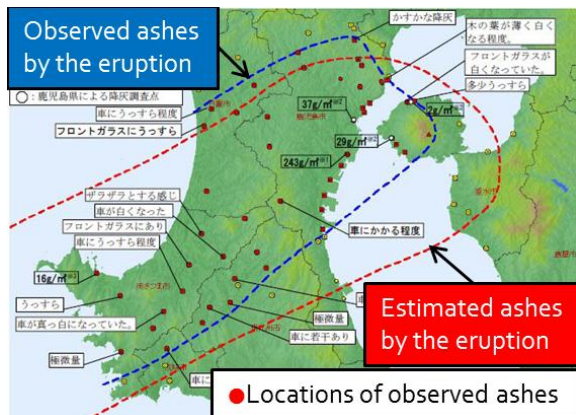 Observed ashes
by the eruption
かすかな降灰
木の葉が薄く白く
なる程度。
フロントガラスが
白くなっていた。
多少うっすら
○：鹿児島県による降灰調査点
車にうっすら程度
フロントガラスにうっすら
37g/㎡
2g/㎡
29g/㎡
243g/㎡
ザラザラとする感じ
車が白くなった
フロントガラスにあり
車にうっすら程度
車にかかる程度
16g/㎡
うっすら
車が真っ白になっていた。
極微量
極微量
車に若干あり
車に
Estimated ashes
by the eruption
Locations of observed ashes